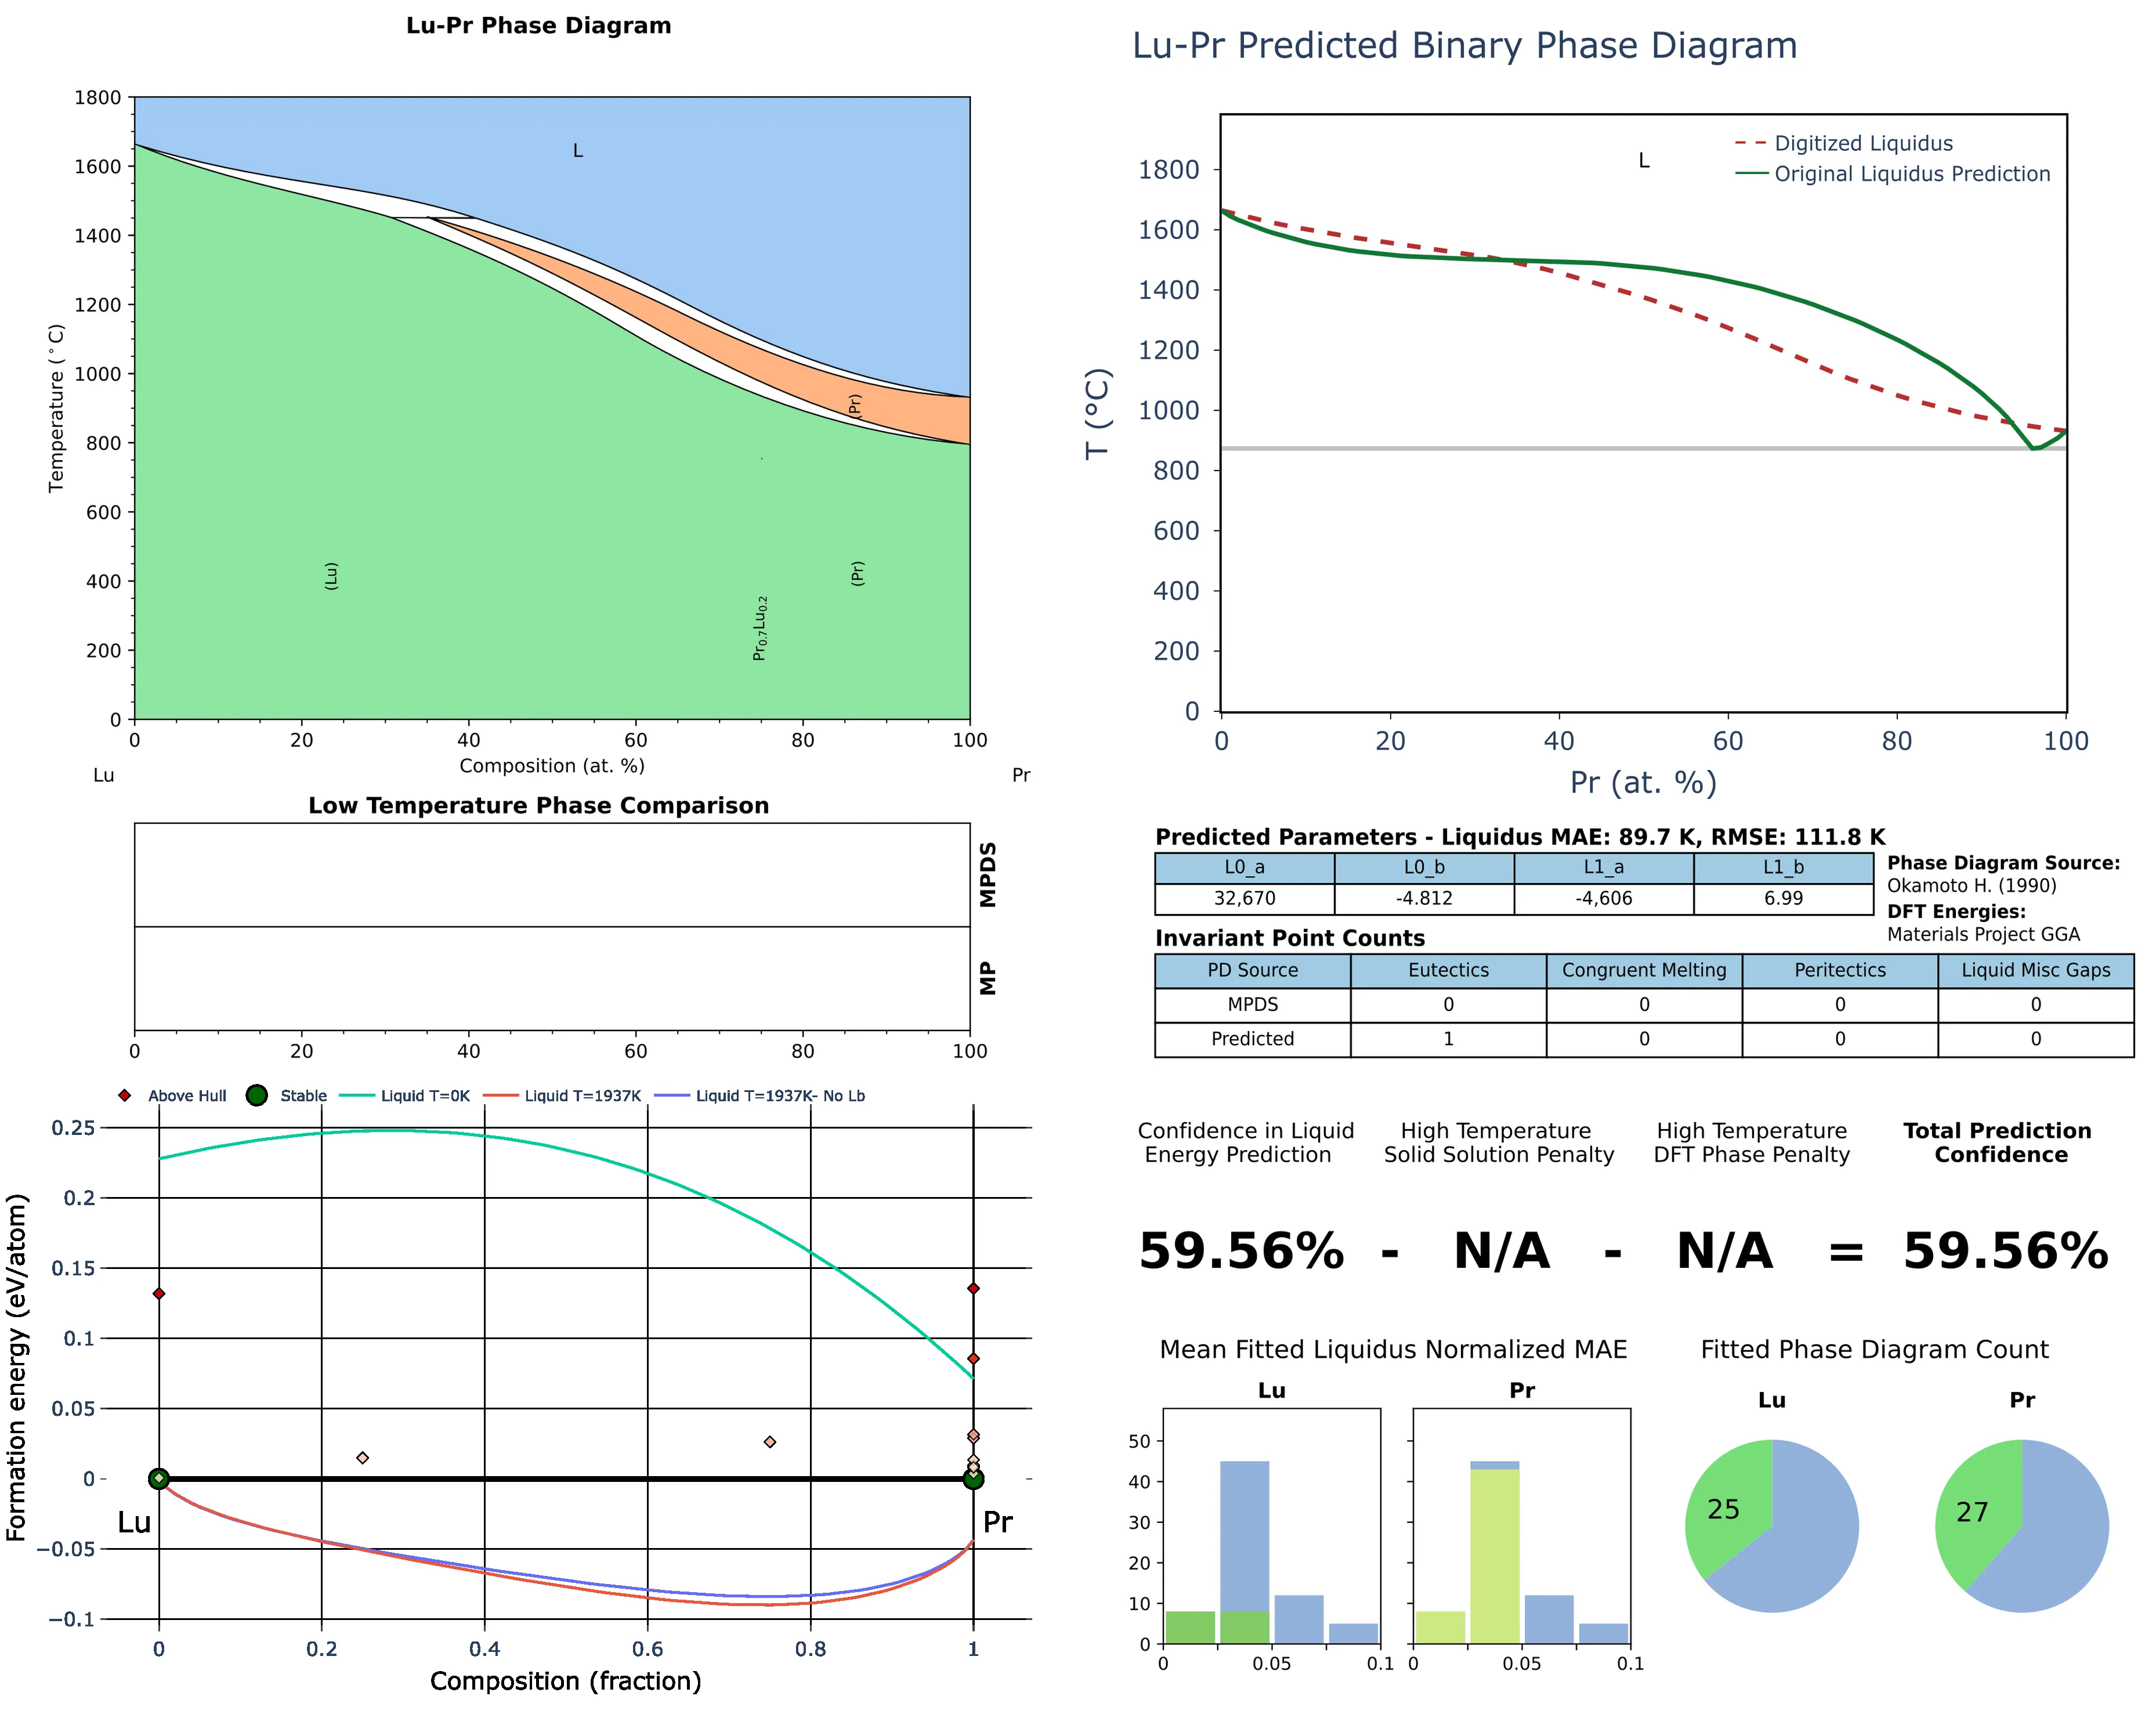 Lu-Pr Phase Diagram
1800
1600
1400
1200
1000
800
600
400
200
0
Temperature (°C)
L
(Pr)
(Lu)
(Pr)
Pr0.7Lu0.2
0 20 40 60 80 100
Composition (at. %)
Lu Pr
Low Temperature Phase Comparison
MPDS
MP
0 20 40 60 80 100
Above Hull Stable Liquid T=0K Liquid T=1937K Liquid T=1937K- No Lb
0.25
0.2
0.15
0.1
0.05
0
−0.05
−0.1
Formation energy (eV/atom)
Lu Pr
0 0.2 0.4 0.6 0.8 1
Composition (fraction)
Lu-Pr Predicted Binary Phase Diagram
L
Digitized Liquidus
Original Liquidus Prediction
1800
1600
1400
1200
1000
800
600
400
200
0
T (°C)
0 20 40 60 80 100
Pr (at. %)
Predicted Parameters - Liquidus MAE: 89.7 K, RMSE: 111.8 K
L0_a L0_b L1_a L1_b
32,670 -4.812 -4,606 6.99
Phase Diagram Source:
Okamoto H. (1990)
DFT Energies:
Materials Project GGA
Invariant Point Counts
PD Source Eutectics Congruent Melting Peritectics Liquid Misc Gaps
MPDS 0 0 0 0
Predicted 1 0 0 0
Confidence in Liquid
Energy Prediction
High Temperature
Solid Solution Penalty
High Temperature
DFT Phase Penalty
Total Prediction
Confidence
59.56% - N/A - N/A = 59.56%
Mean Fitted Liquidus Normalized MAE
Lu
Pr
50
40
30
20
10
0
0 0.05 0.1
0 0.05 0.1
Fitted Phase Diagram Count
Lu
25
Pr
27